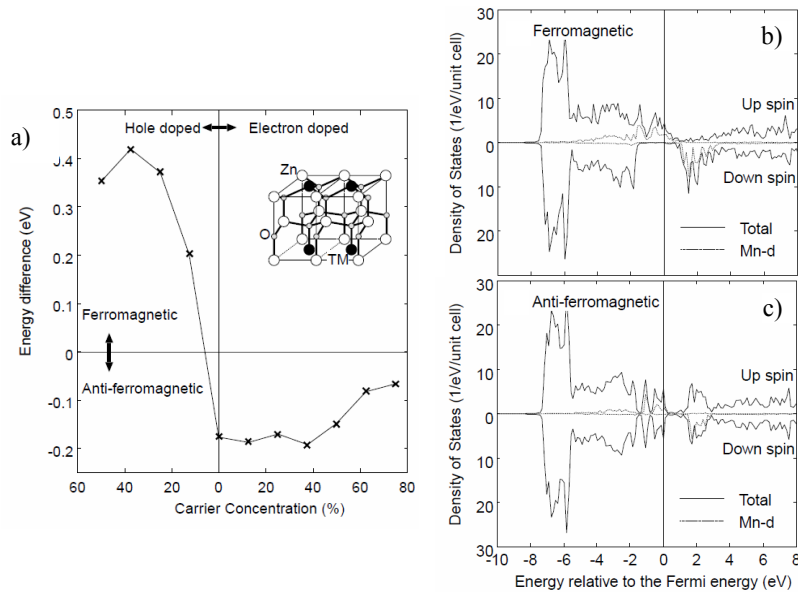 a)
Energy difference (eV)
0.5
0.4
0.3
0.2
0.1
0
-0.1
-0.2
Hole doped
Electron doped
Zn
O
TM
Ferromagnetic
Anti-ferromagnetic
60 40 20 0 20 40 60 80
Carrier Concentration (%)
b)
Density of States (1/eV/unit cell)
30
20
10
0
10
20
Ferromagnetic
Up spin
Down spin
Total
Mn-d
c)
Density of States (1/eV/unit cell)
30
20
10
0
10
20
30
Anti-ferromagnetic
Up spin
Down spin
Total
Mn-d
-10 -8 -6 -4 -2 0 2 4 6 8
Energy relative to the Fermi energy (eV)